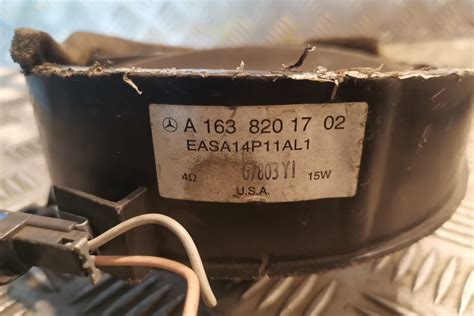 A 163 820 17 02
EASA14P11AL1
4Ω 07803 Y1 15W
U.S.A.